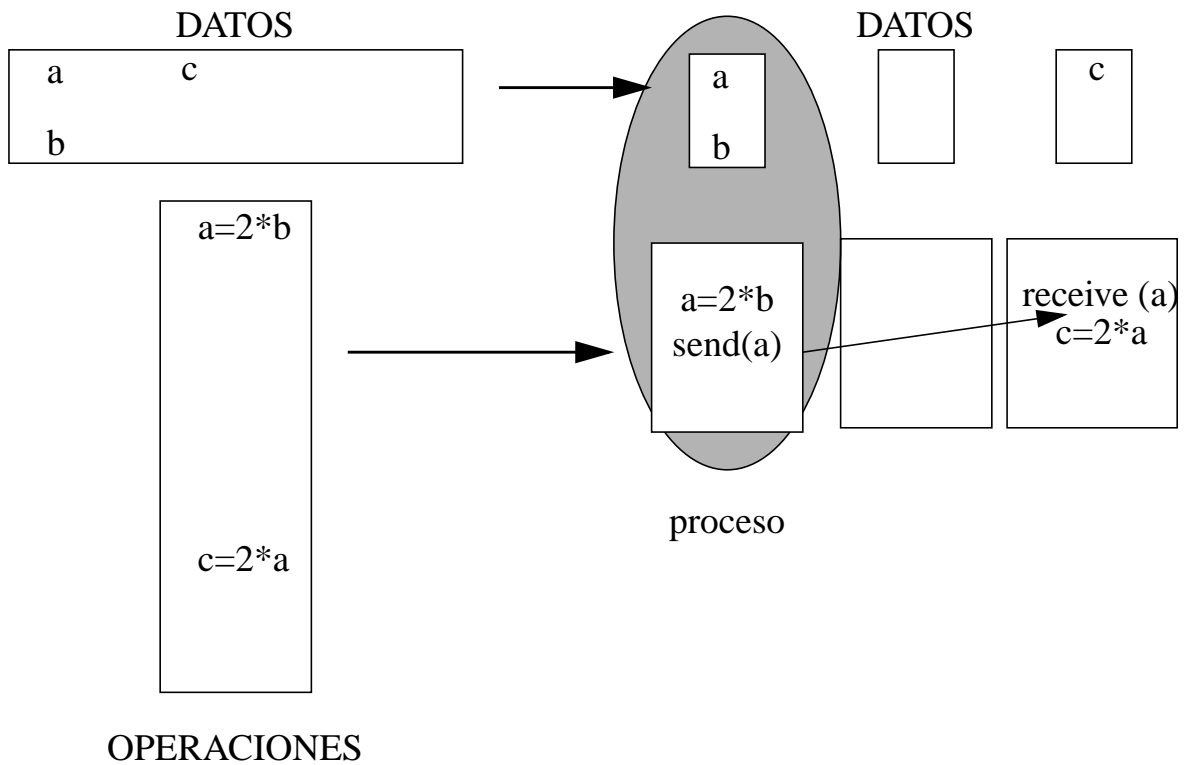 DATOS
a c
b
a=2*b
c=2*a
OPERACIONES
DATOS
a
b
c
a=2*b
send(a)
receive (a)
c=2*a
proceso